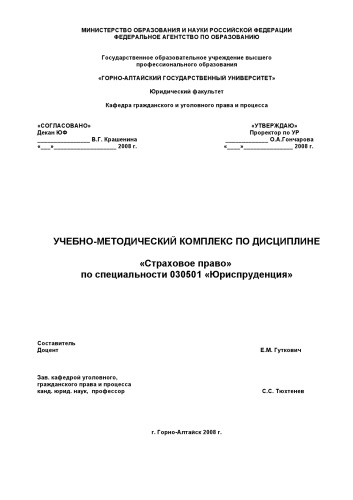 МИНИСТЕРСТВО ОБРАЗОВАНИЯ И НАУКИ РОССИЙСКОЙ ФЕДЕРАЦИИ
ФЕДЕРАЛЬНОЕ АГЕНТСТВО ПО ОБРАЗОВАНИЮ
Государственное образовательное учреждение высшего
профессионального образования
«ГОРНО-АЛТАЙСКИЙ ГОСУДАРСТВЕННЫЙ УНИВЕРСИТЕТ»
Юридический факультет
Кафедра гражданского и уголовного права и процесса
«СОГЛАСОВАНО» «УТВЕРЖДАЮ»
Декан ЮФ Проректор по УР
________________ В.Г. Крашенина _____________ О.А.Гончарова
«___»___________________ 2008 г. «____»_______________ 2008 г.
УЧЕБНО-МЕТОДИЧЕСКИЙ КОМПЛЕКС ПО ДИСЦИПЛИНЕ
«Страховое право»
по специальности 030501 «Юриспруденция»
Составитель
Доцент Е.М. Гуткович
Зав. кафедрой уголовного,
гражданского права и процесса
канд. юрид. наук, профессор С.С. Тюхтенев
г. Горно-Алтайск 2008 г.